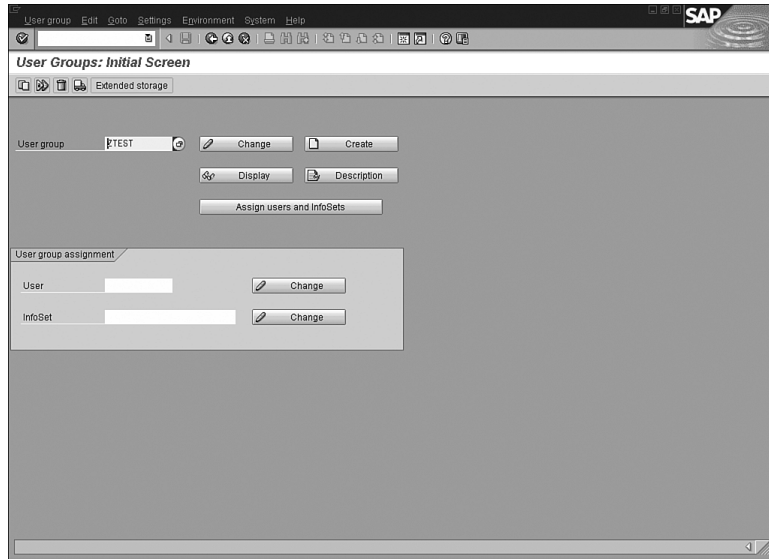 User group Edit Goto Settings Environment System Help
SAP
User Groups: Initial Screen
Extended storage
User group ZTEST Change Create
Display Description
Assign users and InfoSets
User group assignment
User Change
InfoSet Change